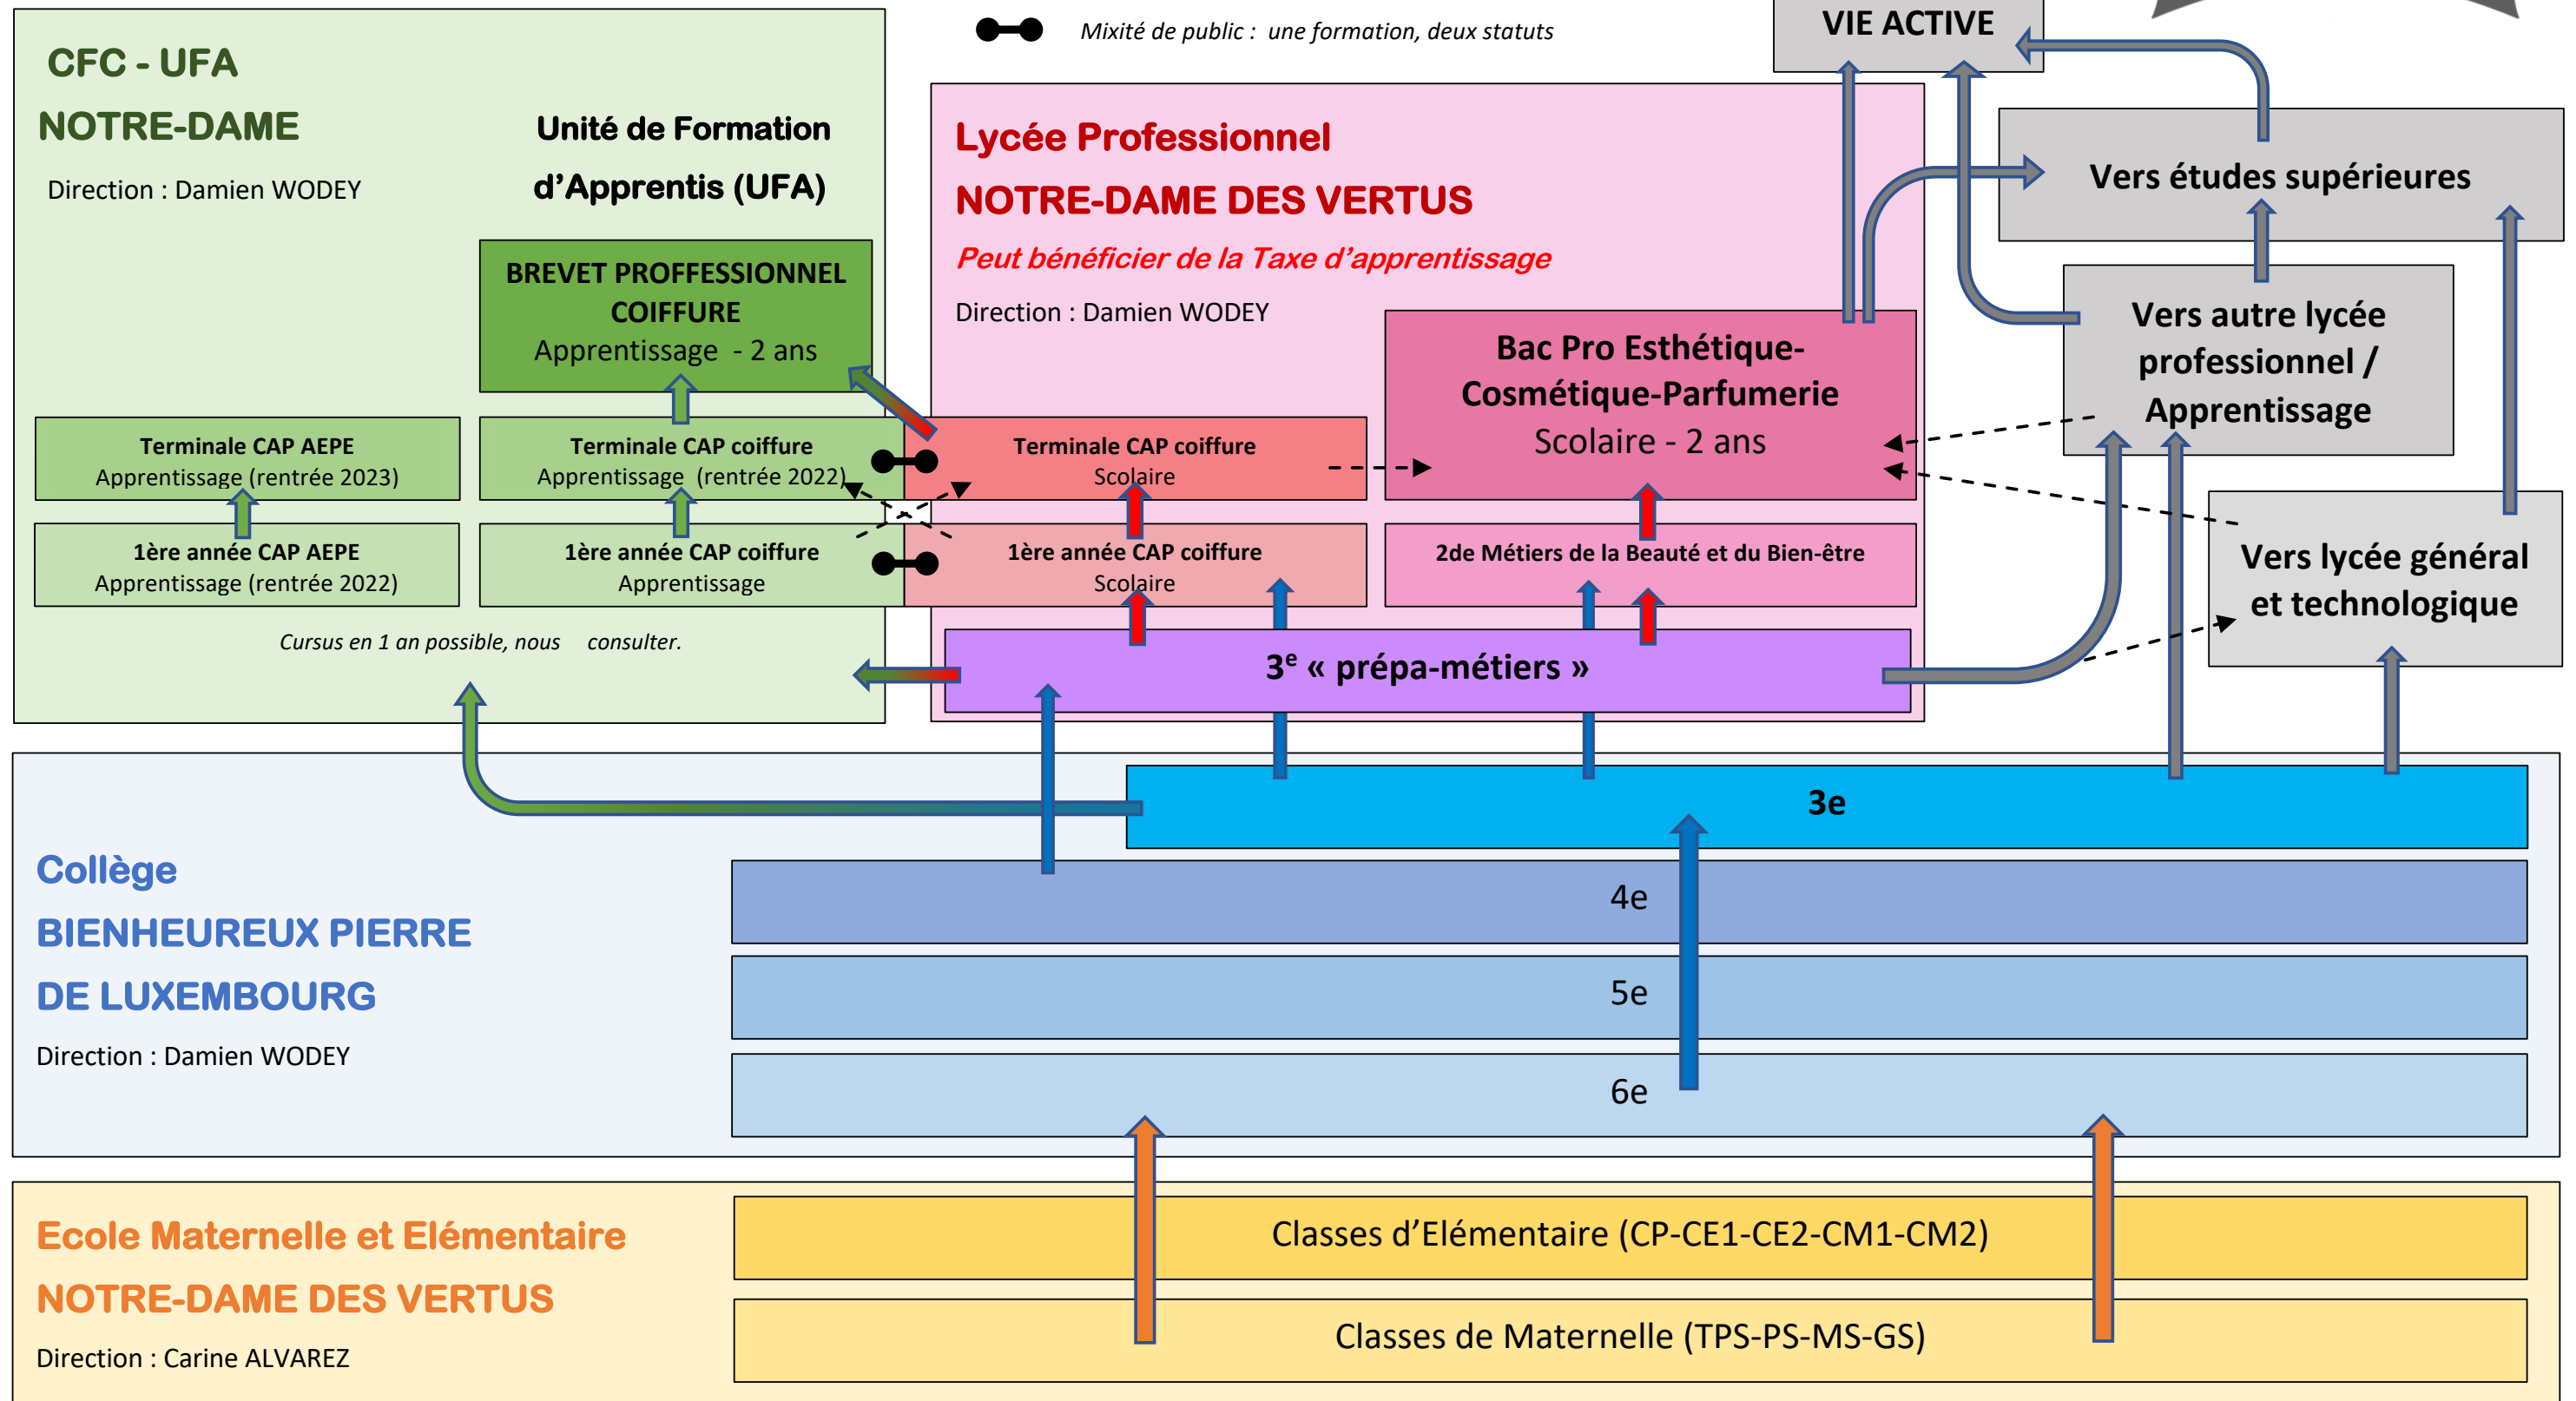 Mixité de public : une formation, deux statuts
VIE ACTIVE
CFC - UFA
NOTRE-DAME
Direction : Damien WODEY
Unité de Formation
d’Apprentis (UFA)
BREVET PROFFESSIONNEL
COIFFURE
Apprentissage - 2 ans
Terminale CAP AEPE
Apprentissage (rentrée 2023)
Terminale CAP coiffure
Apprentissage (rentrée 2022)
1ère année CAP AEPE
Apprentissage (rentrée 2022)
1ère année CAP coiffure
Apprentissage
Cursus en 1 an possible, nous consulter.
Lycée Professionnel
NOTRE-DAME DES VERTUS
Peut bénéficier de la Taxe d’apprentissage
Direction : Damien WODEY
Bac Pro Esthétique-
Cosmétique-Parfumerie
Scolaire - 2 ans
Terminale CAP coiffure
Scolaire
1ère année CAP coiffure
Scolaire
2de Métiers de la Beauté et du Bien-être
3e « prépa-métiers »
Vers études supérieures
Vers autre lycée
professionnel /
Apprentissage
Vers lycée général
et technologique
Collège
BIENHEUREUX PIERRE
DE LUXEMBOURG
Direction : Damien WODEY
3e
4e
5e
6e
Ecole Maternelle et Elémentaire
NOTRE-DAME DES VERTUS
Direction : Carine ALVAREZ
Classes d’Elémentaire (CP-CE1-CE2-CM1-CM2)
Classes de Maternelle (TPS-PS-MS-GS)